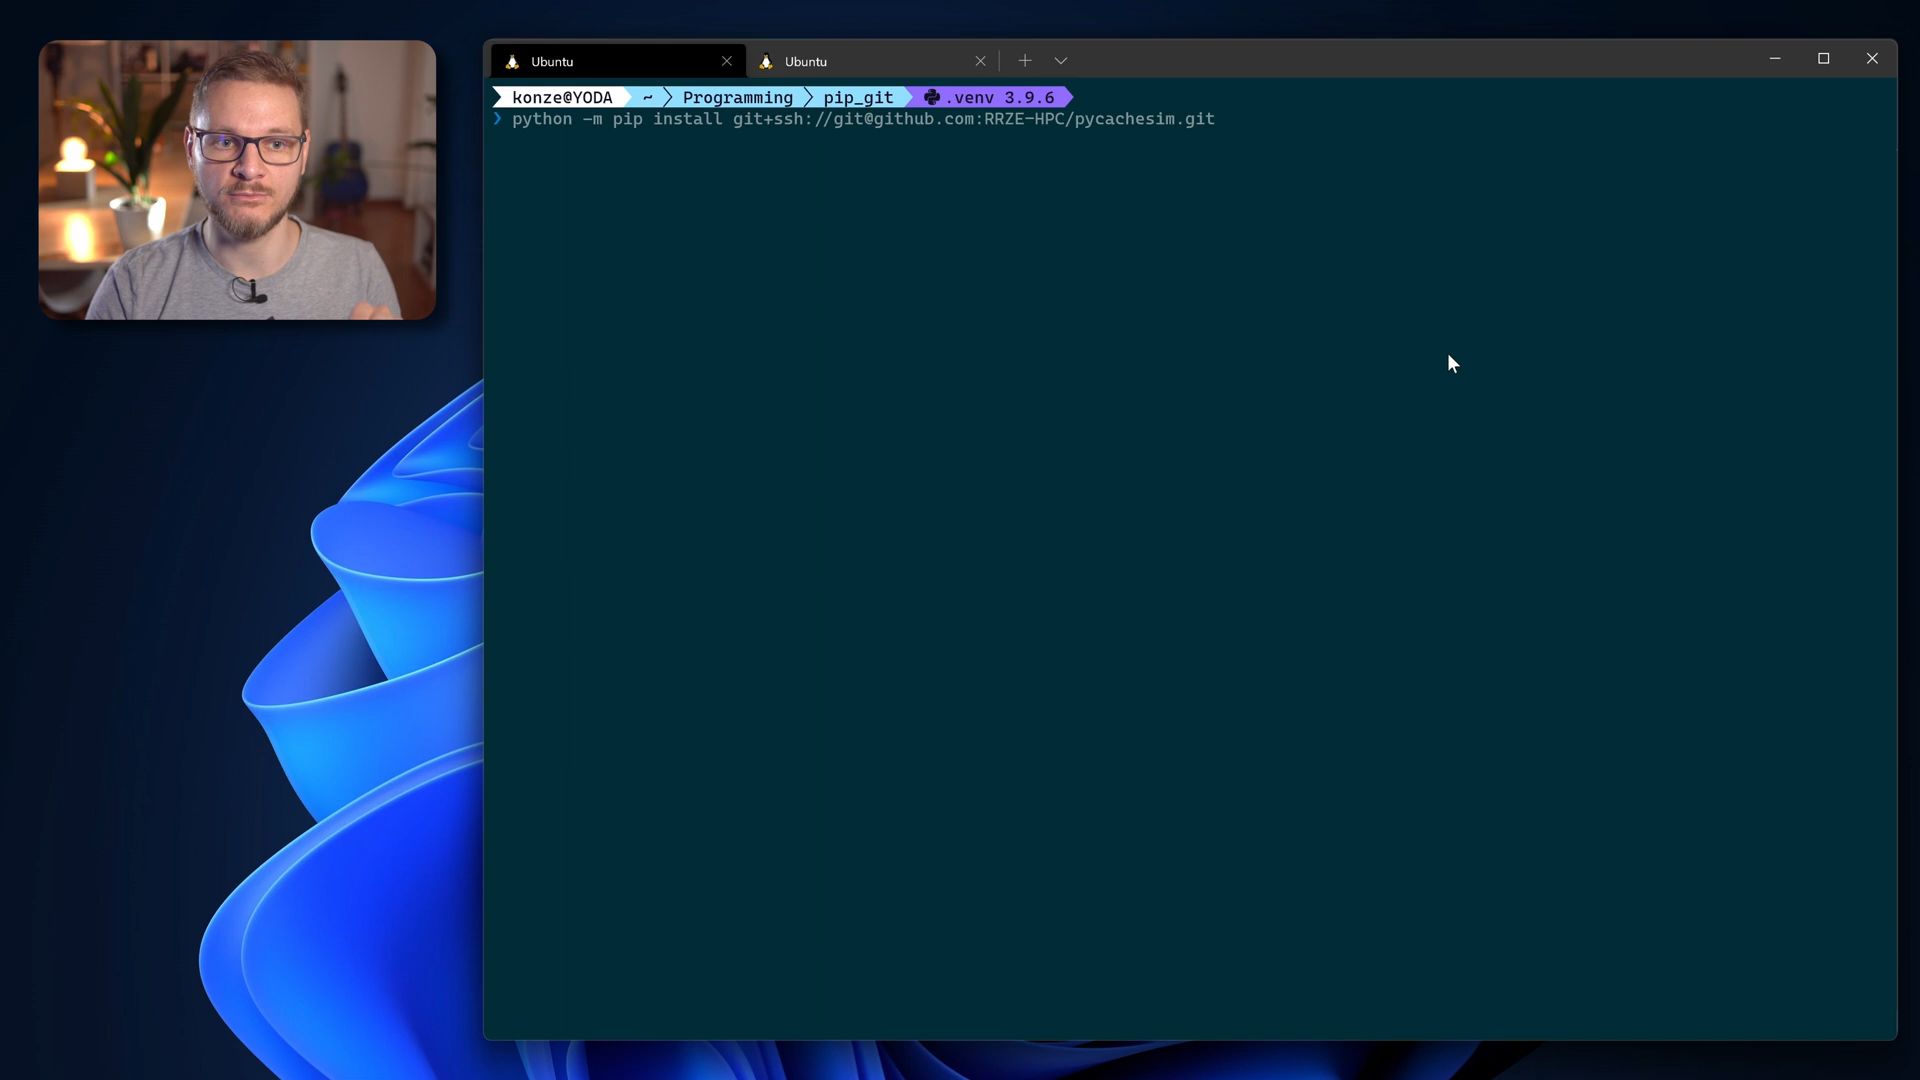 Ubuntu
Ubuntu
konze@YODA ~ Programming pip_git .venv 3.9.6
❯ python -m pip install git+ssh://git@github.com:RRZE-HPC/pycachesim.git